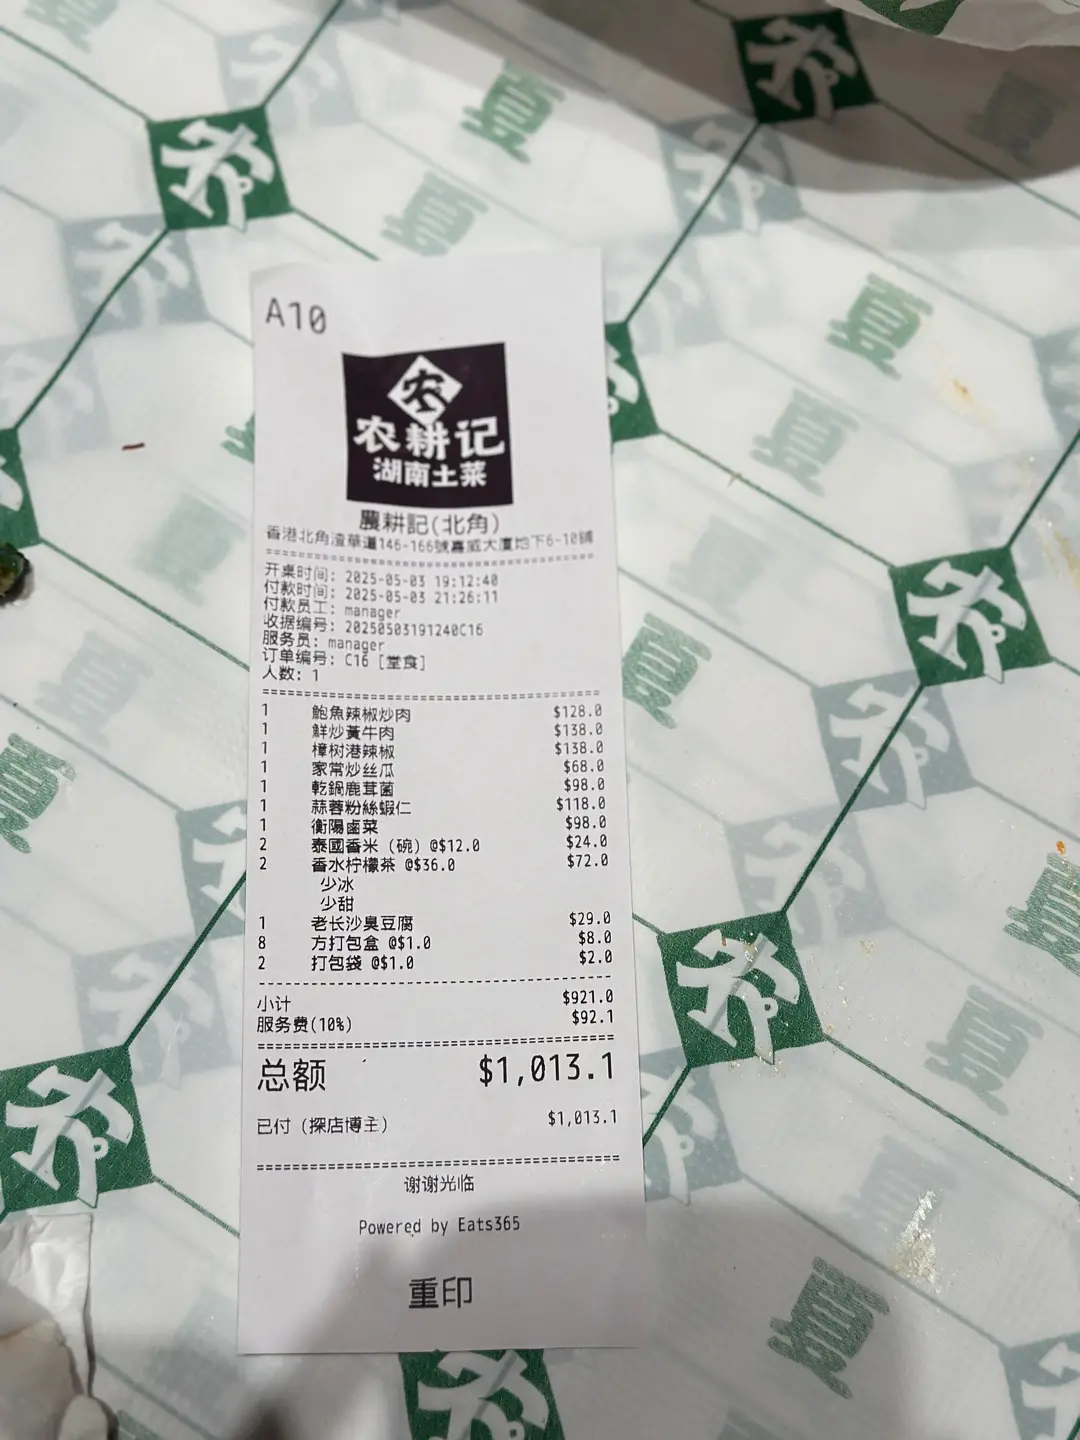 A10
农
农耕记
湖南土菜
農耕記(北角)
香港北角渣華道146-166號嘉威大厦地下6-10舖
开桌时间: 2025-05-03 19:12:40
付款时间: 2025-05-03 21:26:11
付款员工: manager
收据编号: 20250503191240C16
服务员: manager
订单编号: C16 [堂食]
人数: 1
1 鮑魚辣椒炒肉 $128.0
1 鮮炒黃牛肉 $138.0
1 樟树港辣椒 $138.0
1 家常炒丝瓜 $68.0
1 乾鍋鹿茸菌 $98.0
1 蒜蓉粉絲蝦仁 $118.0
1 衡陽鹵菜 $98.0
2 泰國香米（碗）@$12.0 $24.0
2 香水柠檬茶 @$36.0 $72.0
少冰
少甜
1 老长沙臭豆腐 $29.0
8 方打包盒 @$1.0 $8.0
2 打包袋 @$1.0 $2.0
小计 $921.0
服务费(10%) $92.1
总额 $1,013.1
已付（探店博主） $1,013.1
谢谢光临
Powered by Eats365
重印